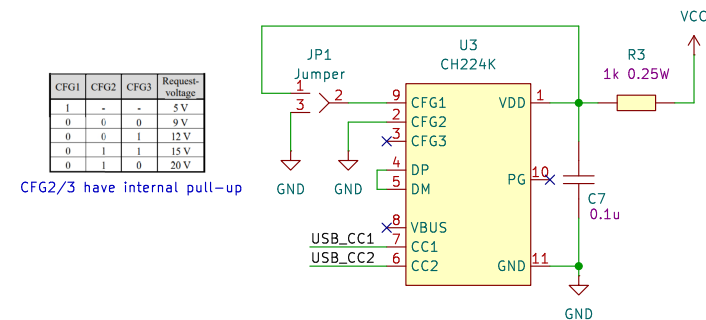 VCC
U3
CH224K
R3
1k 0.25W
JP1
Jumper
1
3
2
CFG1 CFG2 CFG3 Request-
voltage
1 - - 5 V
0 0 0 9 V
0 0 1 12 V
0 1 1 15 V
0 1 0 20 V
CFG2/3 have internal pull-up
GND
GND
9 CFG1
2 CFG2
3 CFG3
4 DP
5 DM
8 VBUS
USB_CC1 7 CC1
USB_CC2 6 CC2
VDD 1
PG 10
GND 11
C7
0.1u
GND